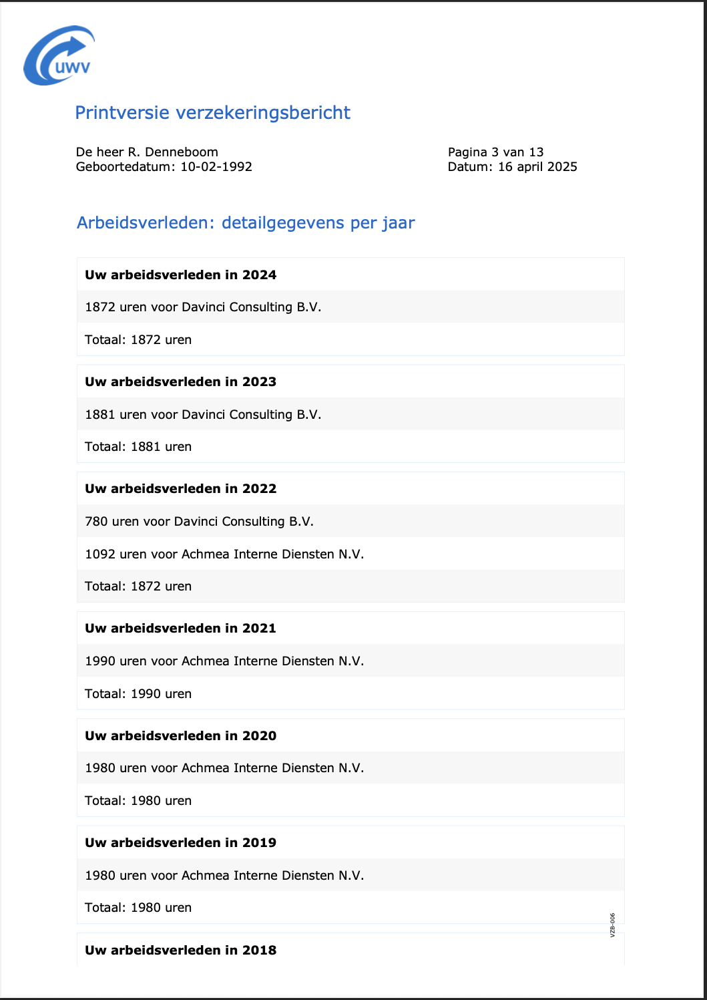 uwv
Printversie verzekeringsbericht
De heer R. Denneboom
Geboortedatum: 10-02-1992
Pagina 3 van 13
Datum: 16 april 2025
Arbeidsverleden: detailgegevens per jaar
Uw arbeidsverleden in 2024
1872 uren voor Davinci Consulting B.V.
Totaal: 1872 uren
Uw arbeidsverleden in 2023
1881 uren voor Davinci Consulting B.V.
Totaal: 1881 uren
Uw arbeidsverleden in 2022
780 uren voor Davinci Consulting B.V.
1092 uren voor Achmea Interne Diensten N.V.
Totaal: 1872 uren
Uw arbeidsverleden in 2021
1990 uren voor Achmea Interne Diensten N.V.
Totaal: 1990 uren
Uw arbeidsverleden in 2020
1980 uren voor Achmea Interne Diensten N.V.
Totaal: 1980 uren
Uw arbeidsverleden in 2019
1980 uren voor Achmea Interne Diensten N.V.
Totaal: 1980 uren
VZB-006
Uw arbeidsverleden in 2018